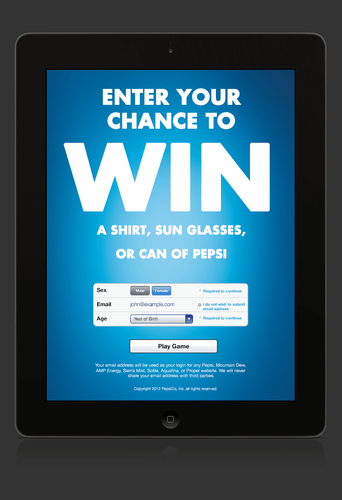 ENTER YOUR
CHANCE TO
WIN
A SHIRT, SUN GLASSES,
OR CAN OF PEPSI
Sex Male Female * Required to continue
Email john@example.com I do not wish to submit
email address
Age Year of Birth * Required to continue
Play Game
Your email address will be used as login for any Pepsi, Mountain Dew,
AMP Energy, Sierra Mist, SoBe, Aquafina, or Propel website. We will never
share your email address with third parties.
Copyright 2012 PepsiCo, Inc. all rights reserved